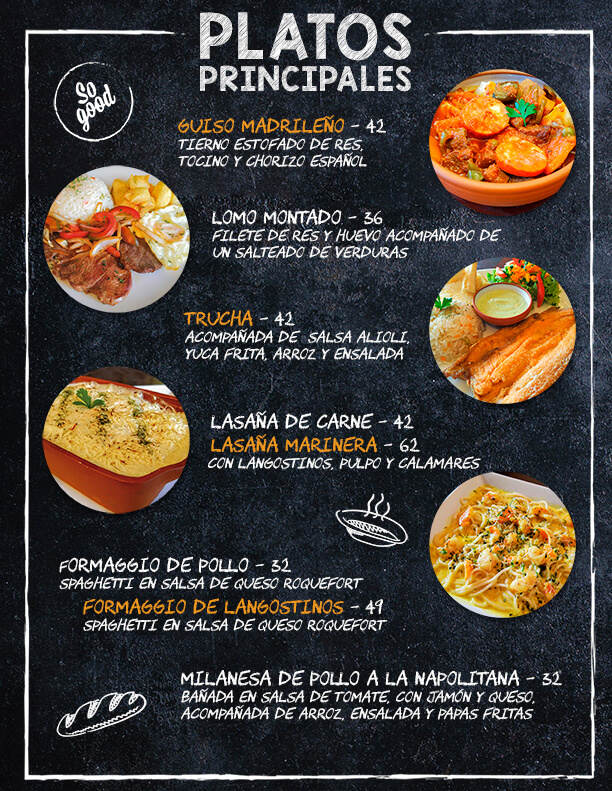 PLATOS
PRINCIPALES
So
good
GUISO MADRILEÑO - 42
TIERNO ESTOFADO DE RES,
TOCINO Y CHORIZO ESPAÑOL
LOMO MONTADO - 36
FILETE DE RES Y HUEVO ACOMPAÑADO DE
UN SALTEADO DE VERDURAS
TRUCHA - 42
ACOMPAÑADA DE SALSA ALIOLI,
YUCA FRITA, ARROZ Y ENSALADA
LASAÑA DE CARNE - 42
LASAÑA MARINERA - 62
CON LANGOSTINOS, PULPO Y CALAMARES
FORMAGGIO DE POLLO - 32
SPAGHETTI EN SALSA DE QUESO ROQUEFORT
FORMAGGIO DE LANGOSTINOS - 49
SPAGHETTI EN SALSA DE QUESO ROQUEFORT
MILANESA DE POLLO A LA NAPOLITANA - 32
BAÑADA EN SALSA DE TOMATE, CON JAMÓN Y QUESO,
ACOMPAÑADA DE ARROZ, ENSALADA Y PAPAS FRITAS